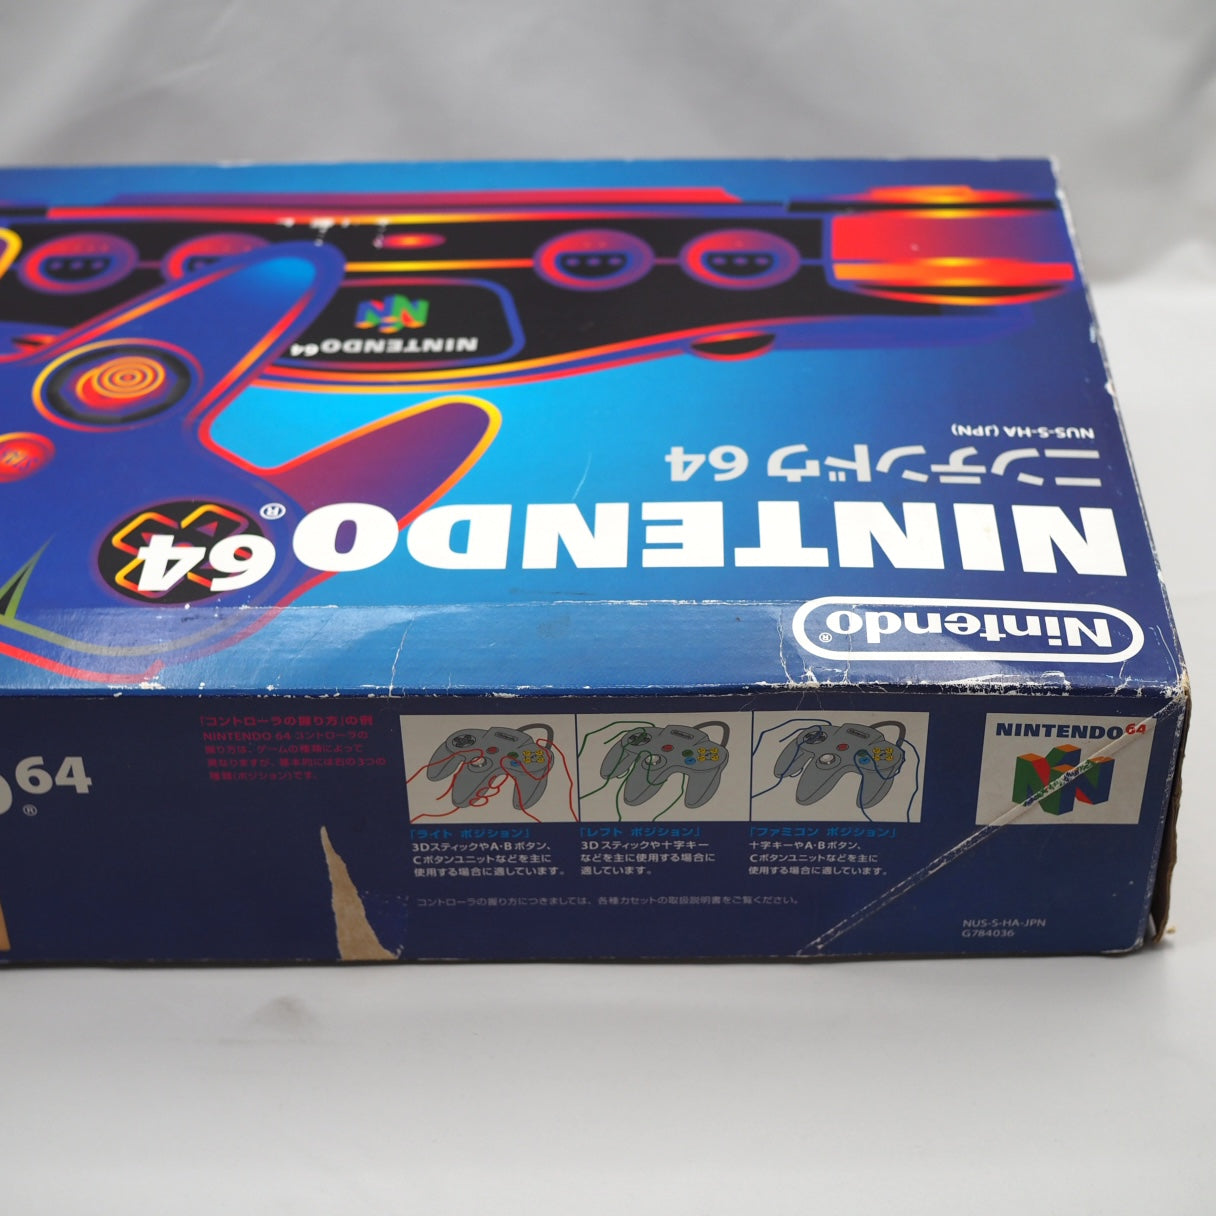 NINTENDO 64
NUS-S-HA (JPN)
ニンテンドウ 64
NINTENDO 64®
Nintendo®
64
®
「コントローラの握り方」の例
NINTENDO 64 コントローラの
握り方は、ゲームの種類によって
異なりますが、基本的には右の3つの
種類(ポジション)です。
「ライト ポジション」
3DスティックやA・Bボタン、
Cボタンユニットなどを主に
使用する場合に適しています。
「レフト ポジション」
3Dスティックや十字キー
などを主に使用する場合に
適しています。
「ファミコン ポジション」
十字キーやA・Bボタン、
Cボタンユニットなどを主に
使用する場合に適しています。
コントローラの握り方につきましては、各種カセットの取扱説明書をご覧ください。
NINTENDO 64
NUS-S-HA-JPN
G784036